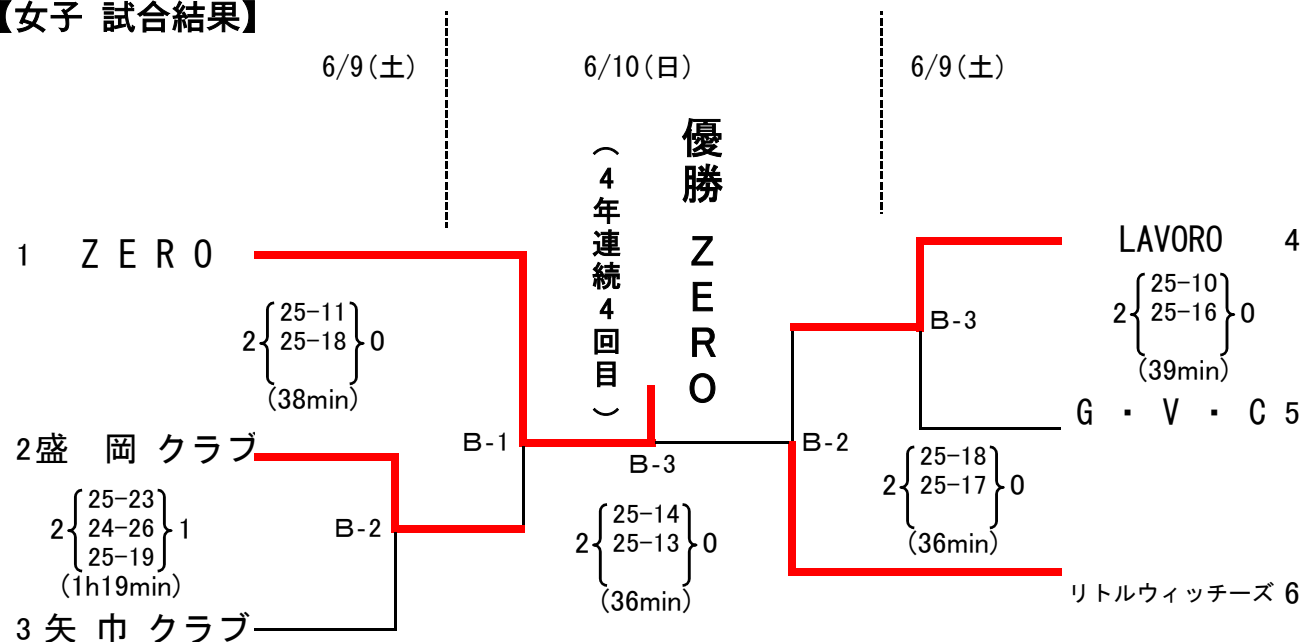 【女子 試合結果】
6/9(土)
6/10(日)
6/9(土)
優勝 ZERO
(4年連続4回目)
1 ZERO
LAVORO 4
25-11
2 25-18 0
(38min)
B-3
25-10
2 25-16 0
(39min)
G・V・C 5
2 盛岡クラブ
B-1
B-3
B-2
25-23
2 24-26 1
25-19
(1h19min)
B-2
25-14
2 25-13 0
(36min)
25-18
2 25-17 0
(36min)
リトルウィッチーズ 6
3 矢巾クラブ